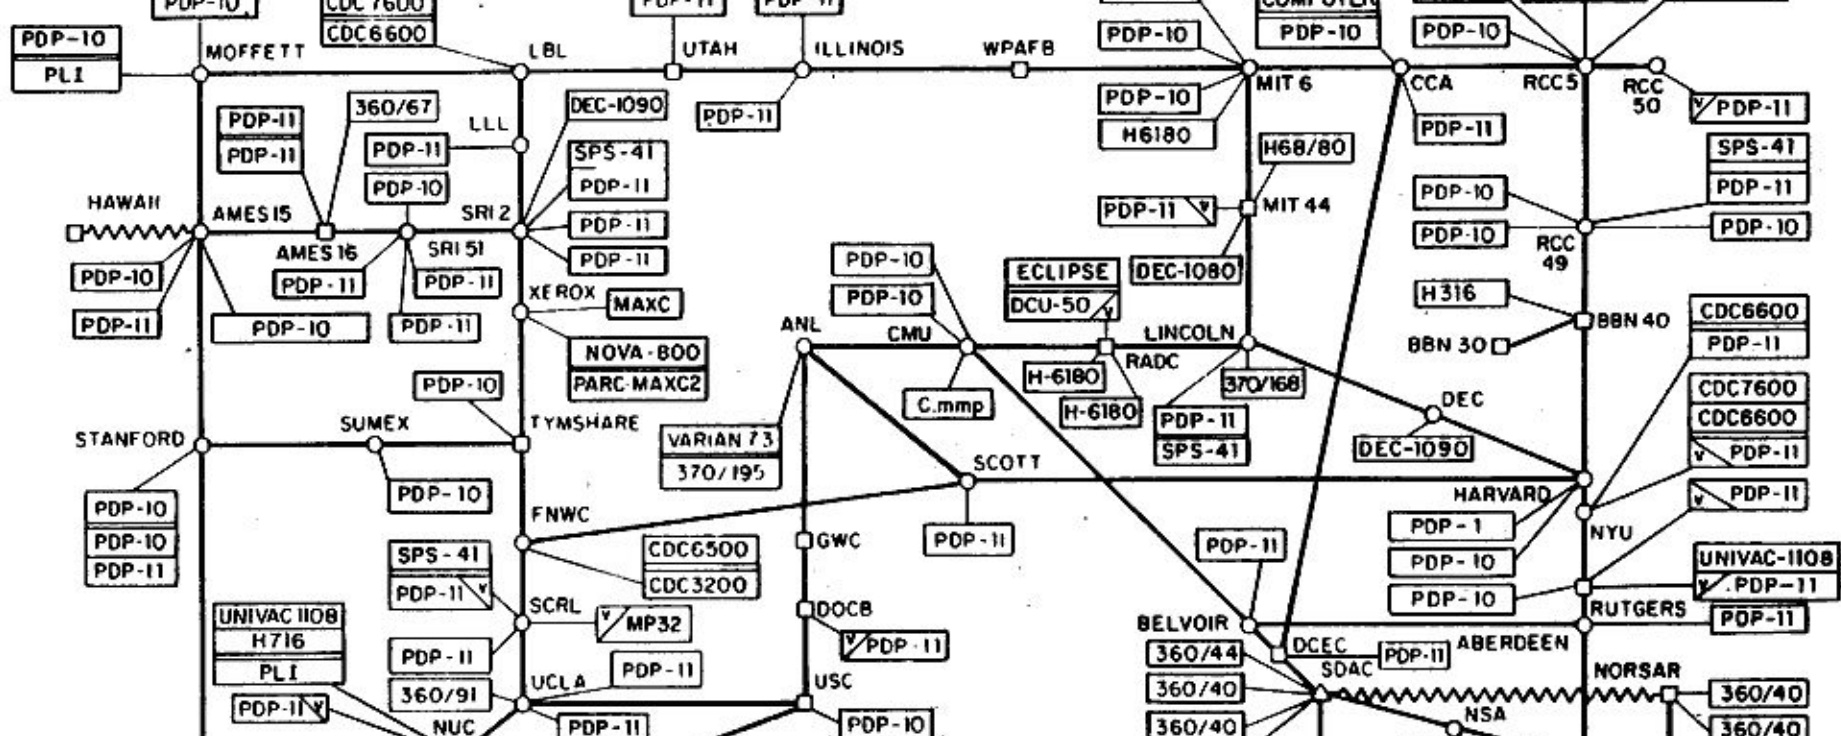 PDP-10
CDC7600
CDC6600
PDP-11
PDP-11
COMPUTER
PDP-10
PDP-10
PDP-10
PDP-10
PLI
MOFFETT
LBL
UTAH
ILLINOIS
WPAFB
MIT 6
CCA
RCC5
RCC
50
PDP-11
PDP-11
PDP-11
360/67
LLL
PDP-11
PDP-10
DEC-1090
SPS-41
PDP-11
PDP-11
PDP-11
PDP-11
PDP-10
H6180
PDP-11
H68/80
SPS-41
PDP-11
PDP-10
PDP-10
PDP-10
RCC
49
HAWAII
AMES15
AMES16
SRI 51
SRI 2
PDP-11
MIT 44
DEC-1080
PDP-10
PDP-11
PDP-10
PDP-11
PDP-11
PDP-11
XEROX
MAXC
NOVA-800
PARC-MAXC2
PDP-10
PDP-10
ECLIPSE
DCU-50
H316
BBN 40
BBN 30
CDC6600
PDP-11
ANL
CMU
RADC
LINCOLN
H-6180
H-6180
370/168
C.mmp
PDP-11
SPS-41
DEC
DEC-1090
CDC7600
CDC6600
PDP-11
PDP-11
PDP-10
STANFORD
SUMEX
TYMSHARE
VARIAN 73
370/195
SCOTT
HARVARD
NYU
PDP-10
PDP-10
PDP-11
PDP-10
FNWC
CDC6500
CDC3200
GWC
PDP-11
PDP-11
PDP-1
PDP-10
PDP-10
UNIVAC-1108
PDP-11
RUTGERS
PDP-11
SPS-41
PDP-11
SCRL
MP32
PDP-11
DOCB
PDP-11
BELVOIR
ABERDEEN
DCEC
PDP-11
SDAC
NORSAR
360/44
360/40
360/40
360/40
360/40
NSA
UNIVAC 1108
H716
PLI
PDP-11
360/91
UCLA
PDP-11
PDP-11
NUC
USC
PDP-10